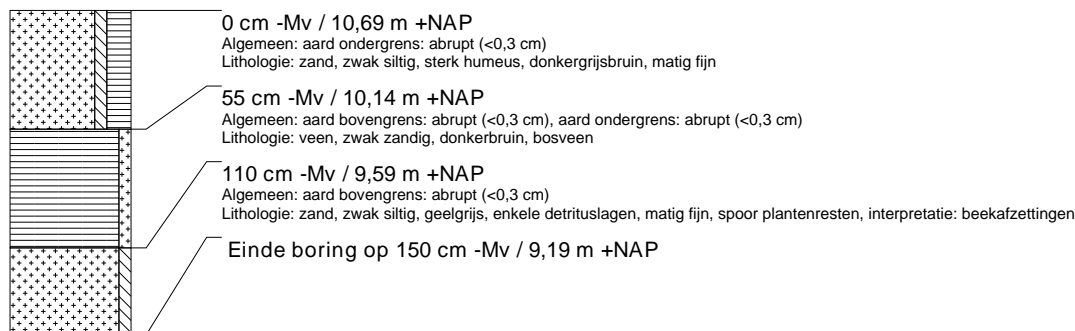 0 cm -Mv / 10,69 m +NAP
Algemeen: aard ondergrens: abrupt (<0,3 cm)
Lithologie: zand, zwak siltig, sterk humeus, donkergrijsbruin, matig fijn
55 cm -Mv / 10,14 m +NAP
Algemeen: aard bovengrens: abrupt (<0,3 cm), aard ondergrens: abrupt (<0,3 cm)
Lithologie: veen, zwak zandig, donkerbruin, bosveen
110 cm -Mv / 9,59 m +NAP
Algemeen: aard bovengrens: abrupt (<0,3 cm)
Lithologie: zand, zwak siltig, geelgrijs, enkele detrituslagen, matig fijn, spoor plantenresten, interpretatie: beekafzettingen
Einde boring op 150 cm -Mv / 9,19 m +NAP